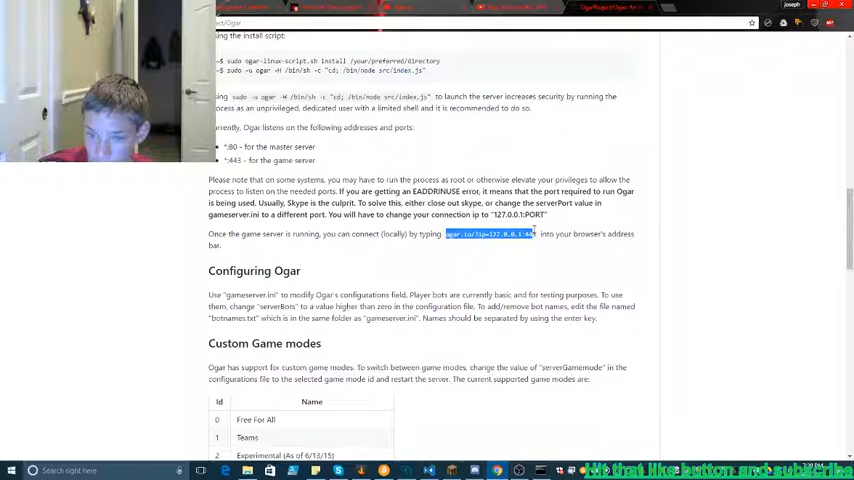 joseph
ct/Ogar
sing the install script:
~$ sudo ogar-linux-script.sh install /your/preferred/directory
~$ sudo -u ogar -H /bin/sh -c "cd; /bin/node src/index.js"
sing sudo -u ogar -H /bin/sh -c "cd; /bin/node src/index.js" to launch the server increases security by running the
ocess as an unprivileged, dedicated user with a limited shell and it is recommended to do so.
urrently, Ogar listens on the following addresses and ports:
*:80 - for the master server
*:443 - for the game server
Please note that on some systems, you may have to run the process as root or otherwise elevate your privileges to allow the
process to listen on the needed ports. If you are getting an EADDRINUSE error, it means that the port required to run Ogar
is being used. Usually, Skype is the culprit. To solve this, either close out skype, or change the serverPort value in
gameserver.ini to a different port. You will have to change your connection ip to "127.0.0.1:PORT"
Once the game server is running, you can connect (locally) by typing ogar.io/?ip=127.0.0.1:443 into your browser's address
bar.
Configuring Ogar
Use "gameserver.ini" to modify Ogar's configurations field. Player bots are currently basic and for testing purposes. To use
them, change "serverBots" to a value higher than zero in the configuration file. To add/remove bot names, edit the file named
"botnames.txt" which is in the same folder as "gameserver.ini". Names should be separated by using the enter key.
Custom Game modes
Ogar has support for custom game modes. To switch between game modes, change the value of "serverGamemode" in the
configurations file to the selected game mode id and restart the server. The current supported game modes are:
Id Name
0 Free For All
1 Teams
2 Experimental (As of 6/13/15)
Search right here
Hit that like button and subscribe